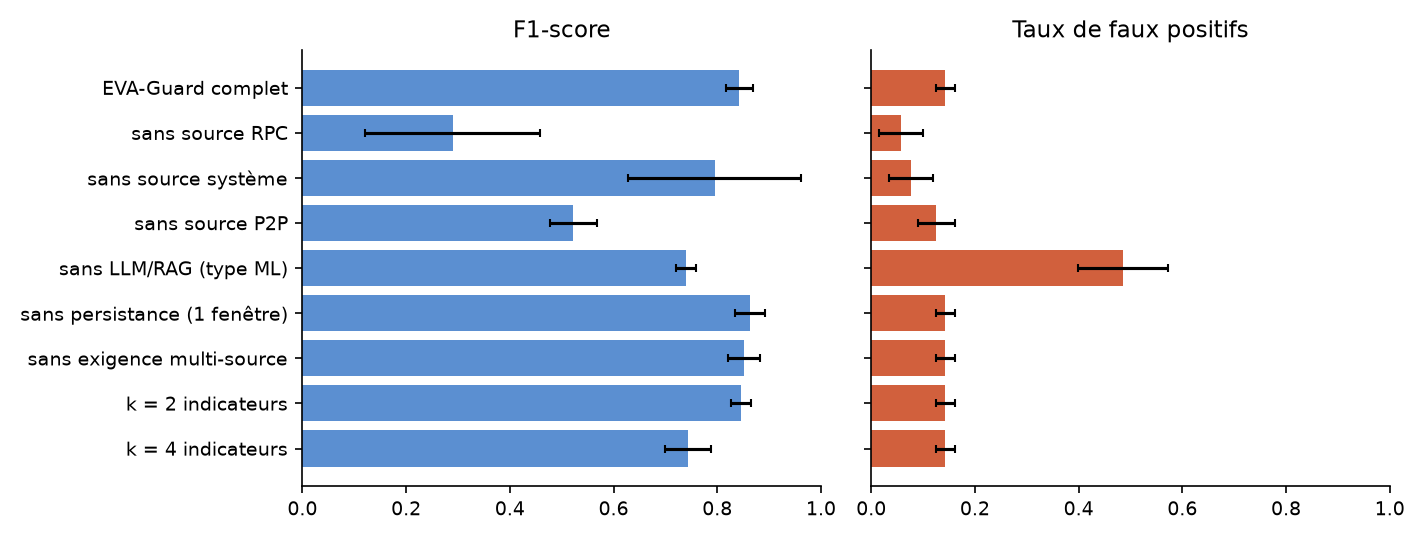 F1-score
Taux de faux positifs
EVA-Guard complet
sans source RPC
sans source système
sans source P2P
sans LLM/RAG (type ML)
sans persistance (1 fenêtre)
sans exigence multi-source
k = 2 indicateurs
k = 4 indicateurs
0.0 0.2 0.4 0.6 0.8 1.0
0.0 0.2 0.4 0.6 0.8 1.0